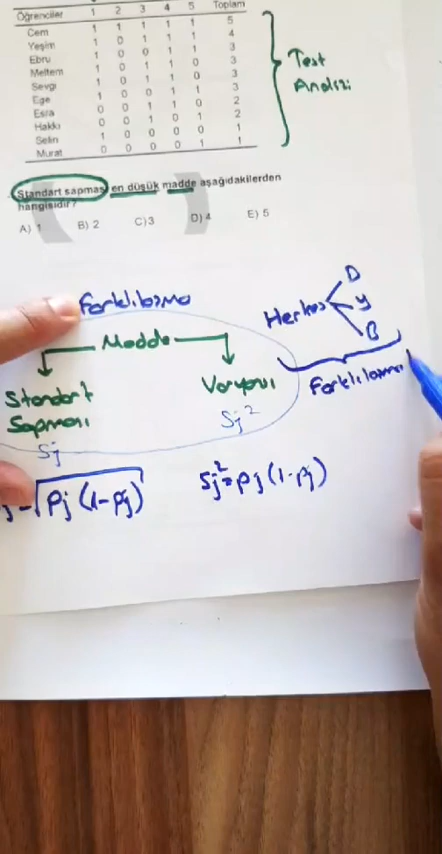 Öğrenciler 1 2 3 4 5 Toplam
Cem 1 1 1 1 1 5
Yeşim 1 0 1 1 1 4
Ebru 1 0 0 1 1 3
Meltem 1 0 1 1 0 3
Sevgi 1 0 1 1 0 3
Ege 1 0 0 1 1 3
Esra 0 0 1 1 0 2
Hakkı 0 0 1 0 1 2
Selin 1 0 0 0 0 1
Murat 0 0 0 0 1 1
Test
Analizi
Standart sapması en düşük madde aşağıdakilerden
hangisidir?
A) 1 B) 2 C) 3 D) 4 E) 5
Farklılaşma
Madde
Standart
Sapması
Sj
Varyansı
Sj²
Herkes
D
Y
B
Farklılaşma
√pj (1-pj)
Sj² = pj (1-pj)